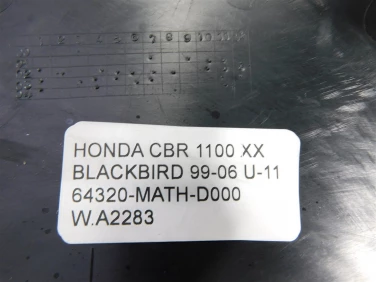 HONDA CBR 1100 XX
BLACKBIRD 99-06 U-11
64320-MATH-D000
W.A2283